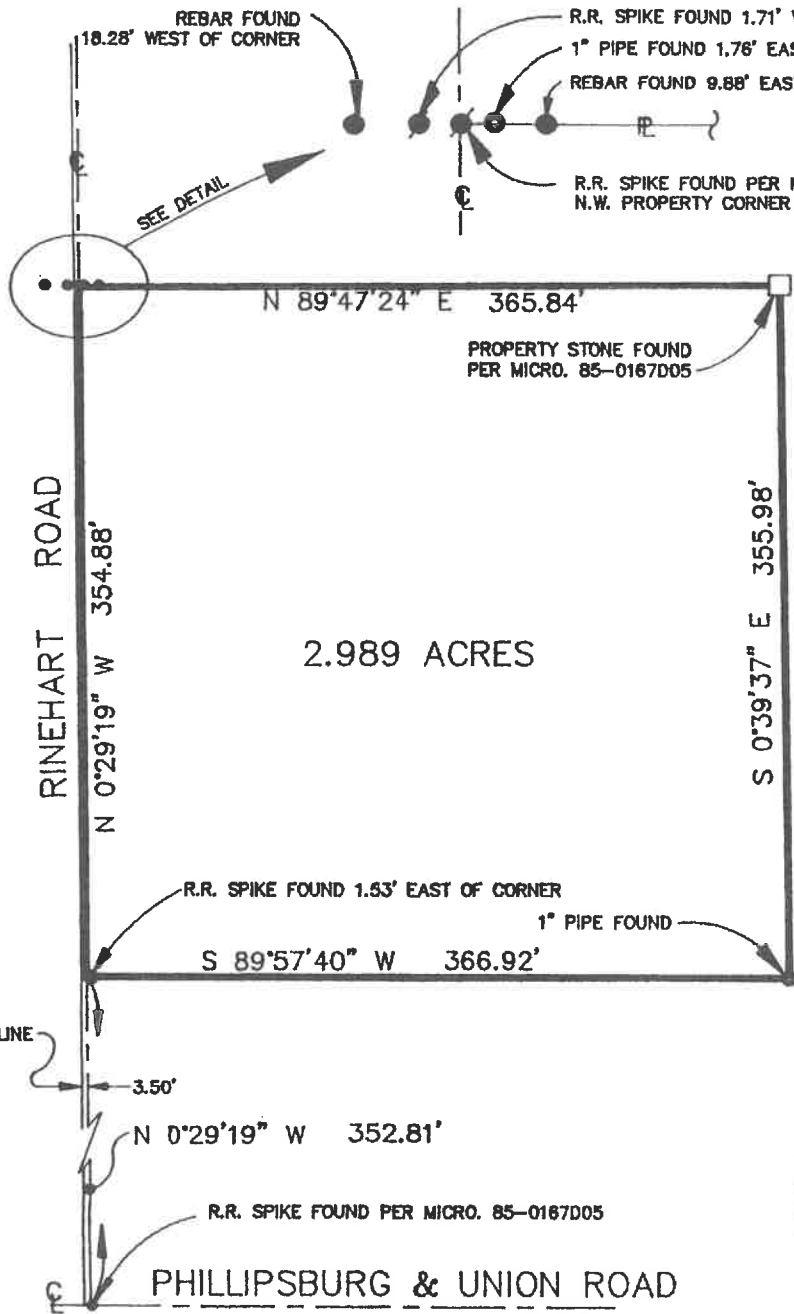 REBAR FOUND
18.28' WEST OF CORNER
R.R. SPIKE FOUND 1.71'
1" PIPE FOUND 1.76' EAS
REBAR FOUND 9.88' EAS
℄
℄
PL
SEE DETAIL
R.R. SPIKE FOUND PER
N.W. PROPERTY CORNER
N 89°47'24" E 365.84'
PROPERTY STONE FOUND
PER MICRO. 85-0167D05
RINEHART ROAD
N 0°29'19" W 354.88'
2.989 ACRES
S 0°39'37" E 355.98'
R.R. SPIKE FOUND 1.53' EAST OF CORNER
1" PIPE FOUND
S 89°57'40" W 366.92'
LINE
3.50'
N 0°29'19" W 352.81'
R.R. SPIKE FOUND PER MICRO. 85-0167D05
℄
PHILLIPSBURG & UNION ROAD